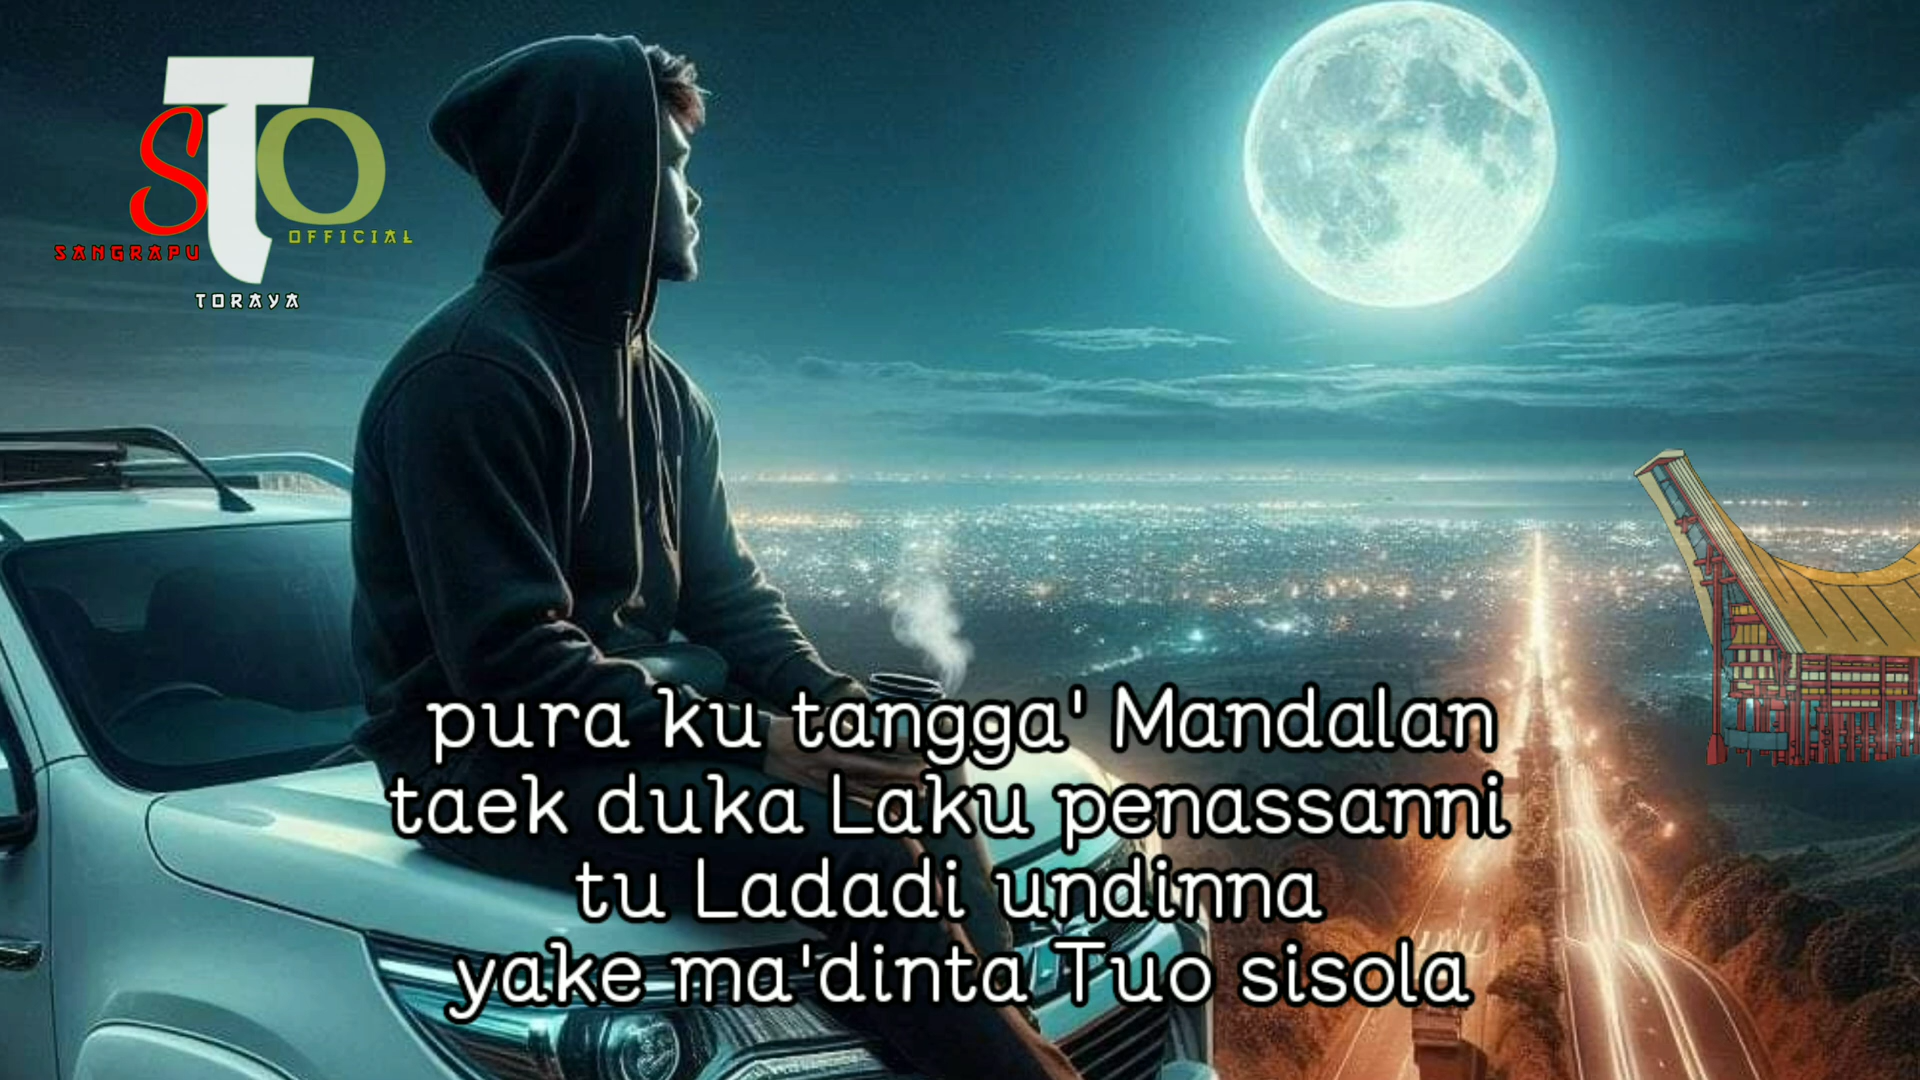 STO
SANGRAPU
OFFICIAL
TORAYA
pura ku tangga' Mandalan
taek duka Laku penassanni
tu Ladadi undinna
yake ma'dinta Tuo sisola